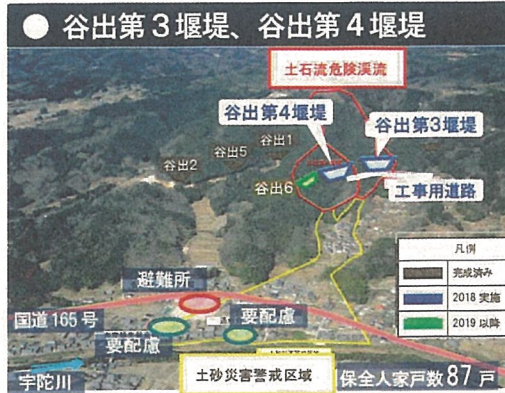 ● 谷出第3堰堤、谷出第4堰堤
土石流危険渓流
谷出第4堰堤
谷出第3堰堤
谷出1
谷出5
谷出2
谷出6
工事用道路
凡例
完成済み
2018 実施
2019 以降
避難所
国道165号
要配慮
要配慮
宇陀川
土砂災害警戒区域
保全人家戸数87戸